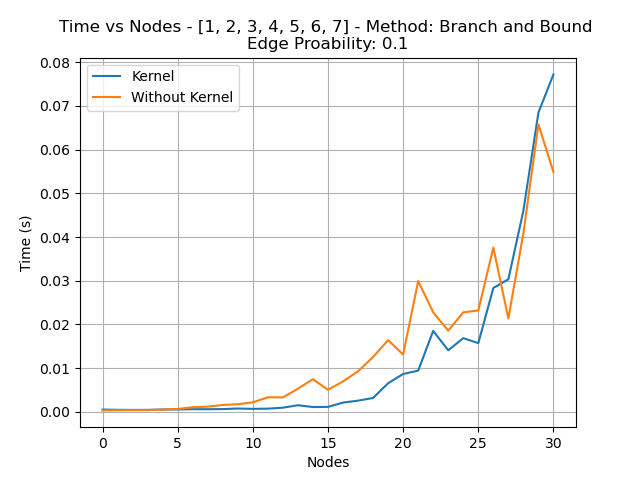 Time vs Nodes - [1, 2, 3, 4, 5, 6, 7] - Method: Branch and Bound
Edge Proability: 0.1
Kernel
Without Kernel
Time (s)
0.08
0.07
0.06
0.05
0.04
0.03
0.02
0.01
0.00
0
5
10
15
20
25
30
Nodes